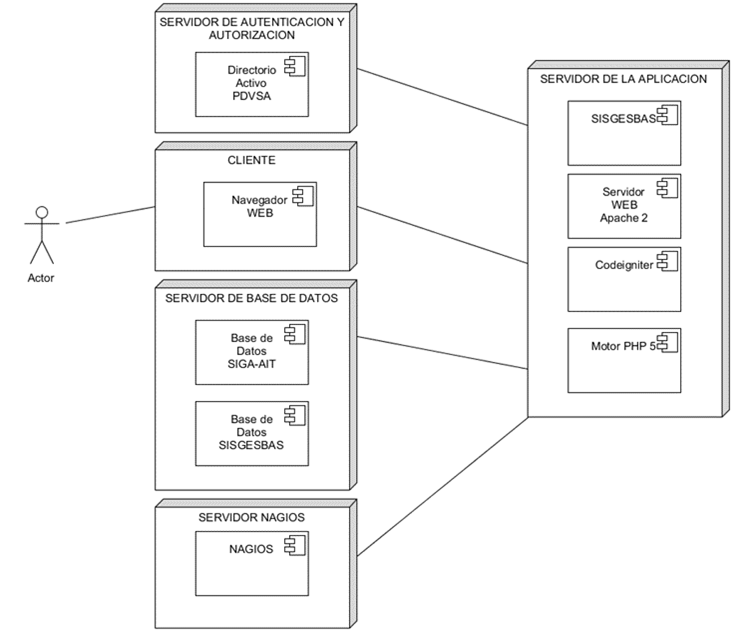 SERVIDOR DE AUTENTICACION Y
AUTORIZACION
Directorio
Activo
PDVSA
CLIENTE
Navegador
WEB
Actor
SERVIDOR DE BASE DE DATOS
Base de
Datos
SIGA-AIT
Base de
Datos
SISGESBAS
SERVIDOR NAGIOS
NAGIOS
SERVIDOR DE LA APLICACION
SISGESBAS
Servidor
WEB
Apache 2
Codeigniter
Motor PHP 5